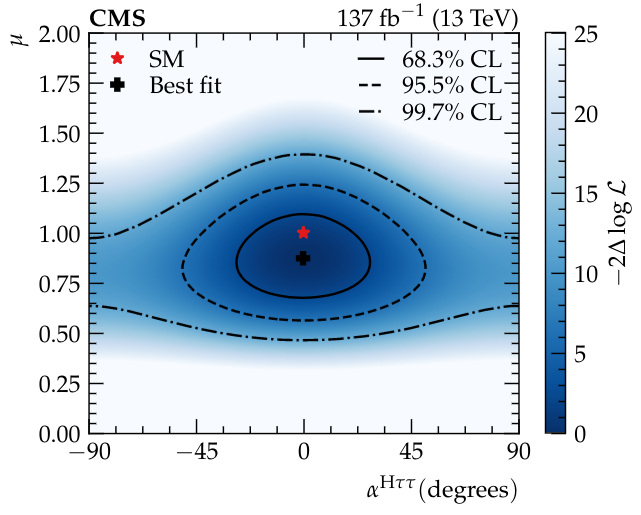 CMS 137 fb⁻¹ (13 TeV)
μ
2.00
1.75
1.50
1.25
1.00
0.75
0.50
0.25
0.00
SM
Best fit
68.3% CL
95.5% CL
99.7% CL
−90 −45 0 45 90
α^Hττ (degrees)
25
20
15
10
5
0
−2Δ log ℒ